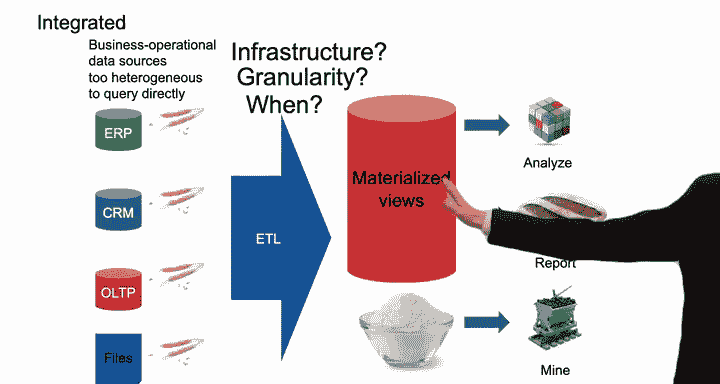 Integrated
Business-operational
data sources
too heterogeneous
to query directly
Infrastructure?
Granularity?
When?
ERP
CRM
OLTP
Files
ETL
Materialized
views
Analyze
Report
Mine